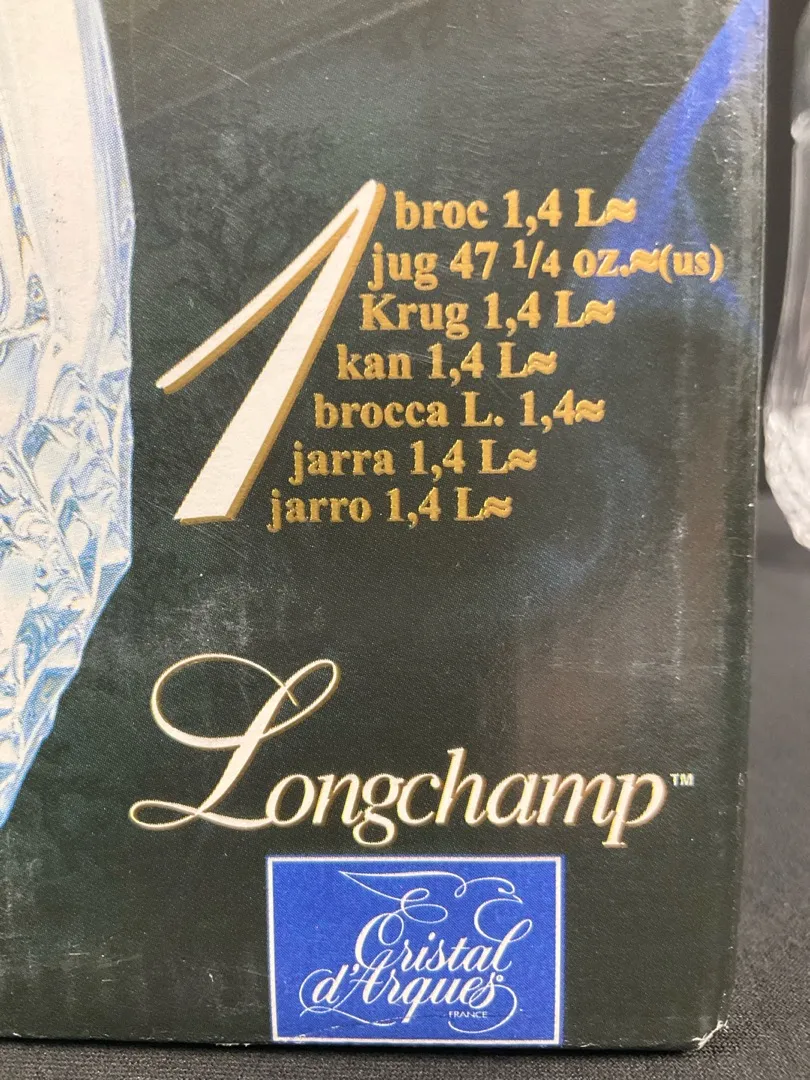 1
broc 1,4 L≈
jug 47 1/4 oz.≈(us)
Krug 1,4 L≈
kan 1,4 L≈
brocca L. 1,4≈
jarra 1,4 L≈
jarro 1,4 L≈
Longchamp™
Cristal
d'Arques®
FRANCE